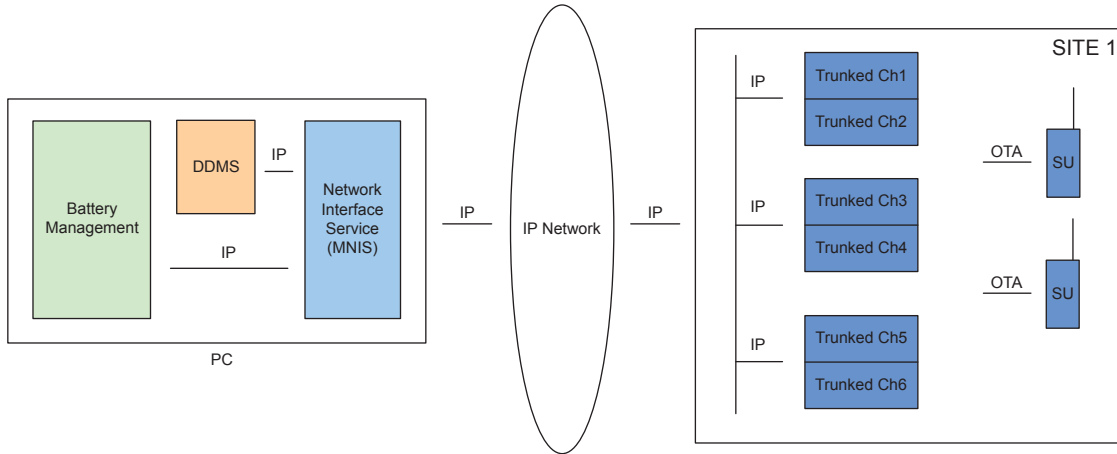 SITE 1
Battery
Management
DDMS
IP
IP
Network
Interface
Service
(MNIS)
PC
IP
IP Network
IP
IP
Trunked Ch1
Trunked Ch2
IP
Trunked Ch3
Trunked Ch4
IP
Trunked Ch5
Trunked Ch6
OTA
SU
OTA
SU